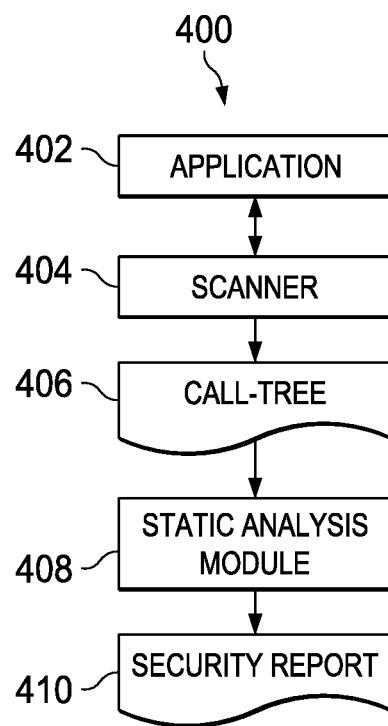 400
402
APPLICATION
404
SCANNER
406
CALL-TREE
408
STATIC ANALYSIS
MODULE
410
SECURITY REPORT